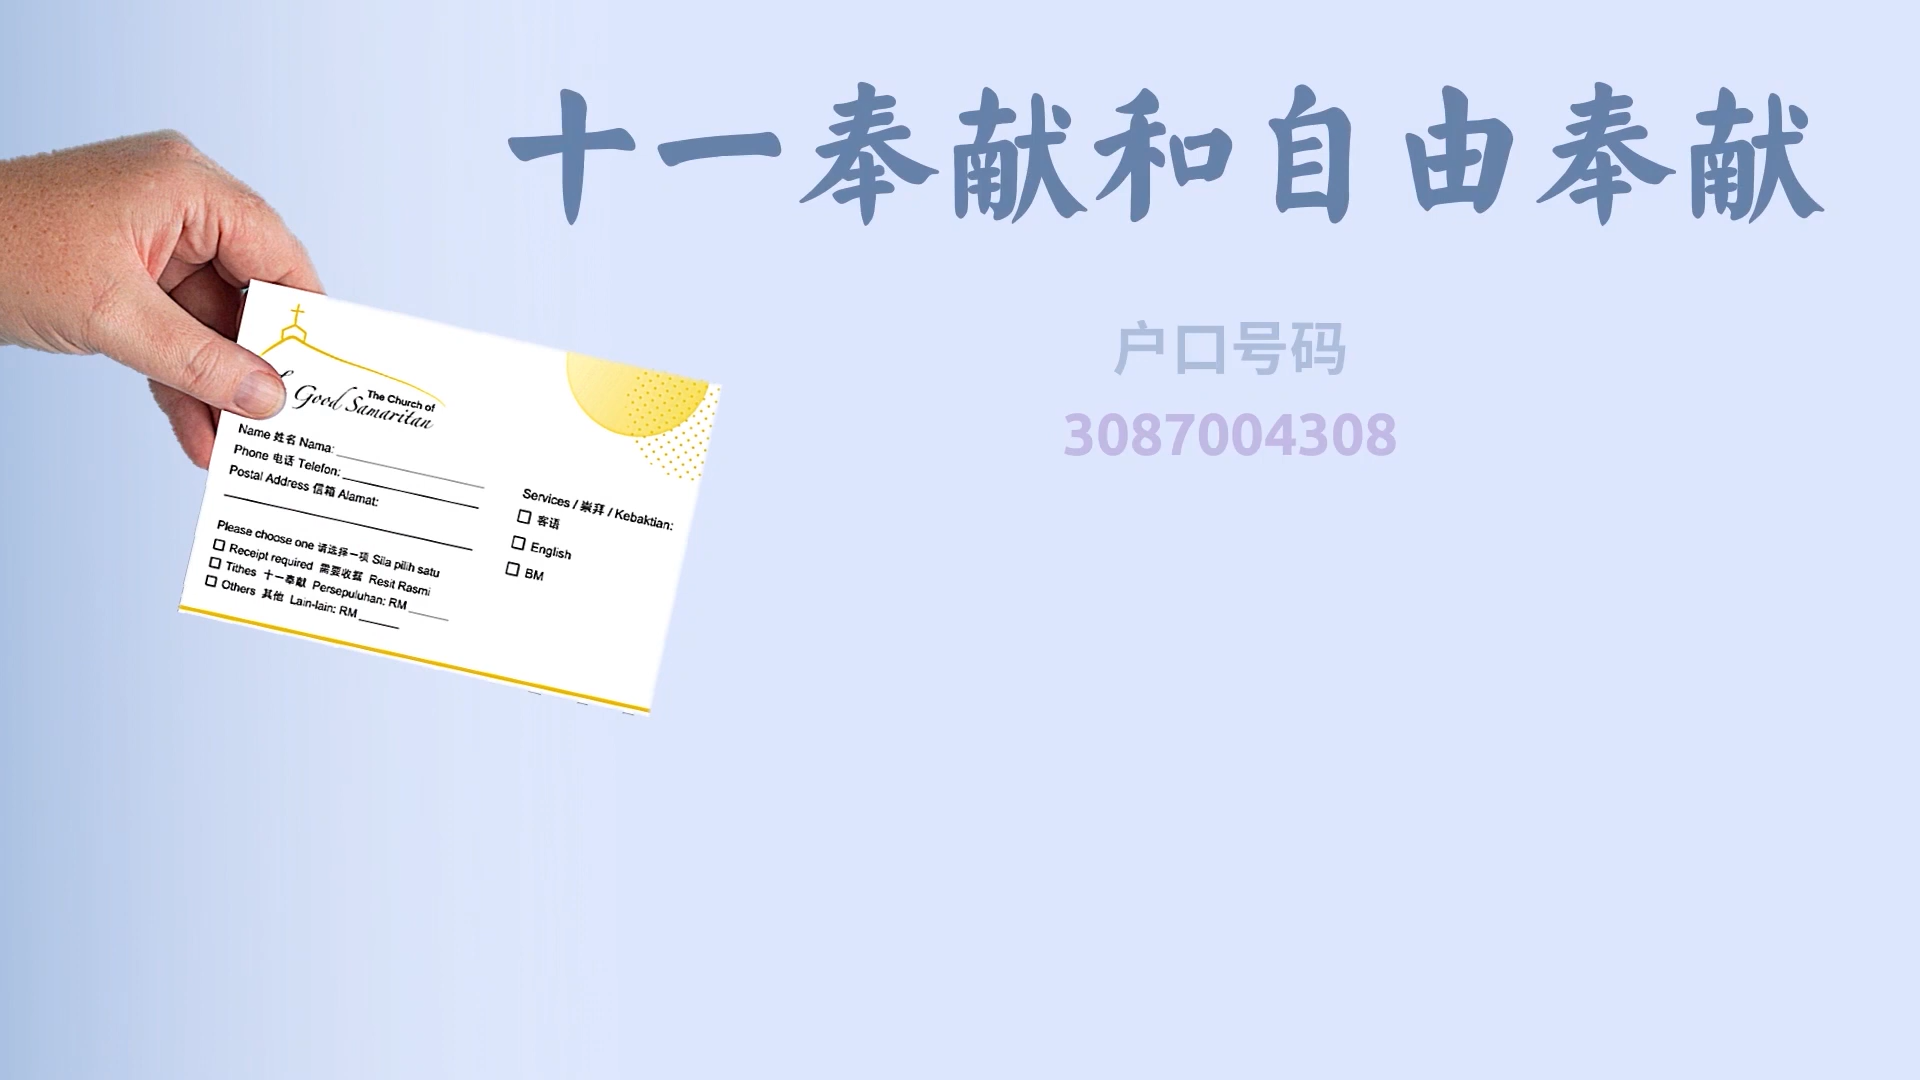 十一奉献和自由奉献
户口号码
3087004308
The Church of
Good Samaritan
Name 姓名 Nama:
Phone 电话 Telefon:
Postal Address 信箱 Alamat:
Please choose one 请选择一项 Sila pilih satu
Receipt required 需要收据 Resit Rasmi
Tithes 十一奉献 Persepuluhan: RM
Others 其他 Lain-lain: RM
Services / 崇拜 / Kebaktian:
客语
English
BM